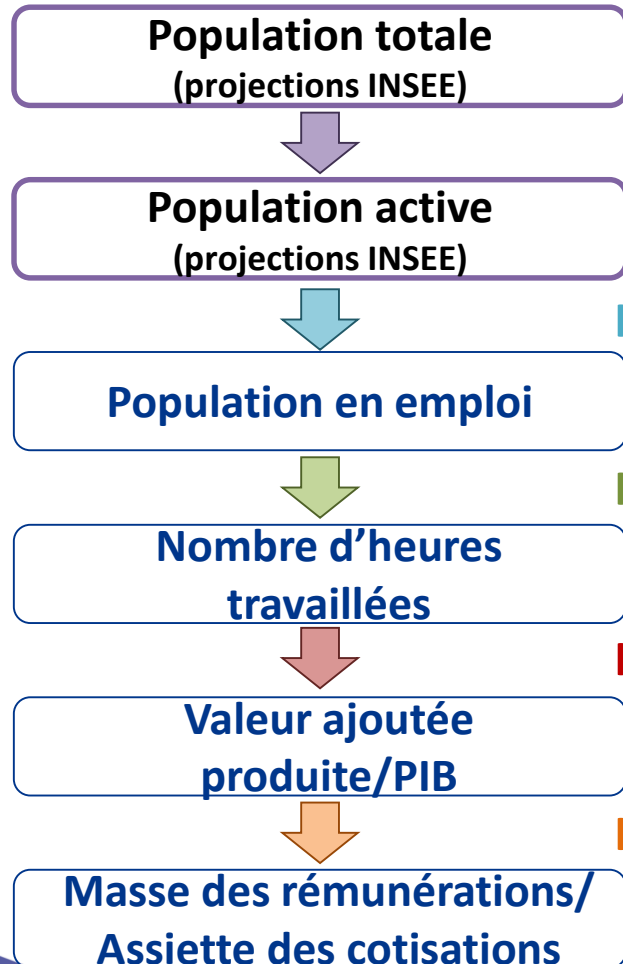 Population totale
(projections INSEE)
Population active
(projections INSEE)
Population en emploi
Nombre d’heures
travaillées
Valeur ajoutée
produite/PIB
Masse des rémunérations/
Assiette des cotisations